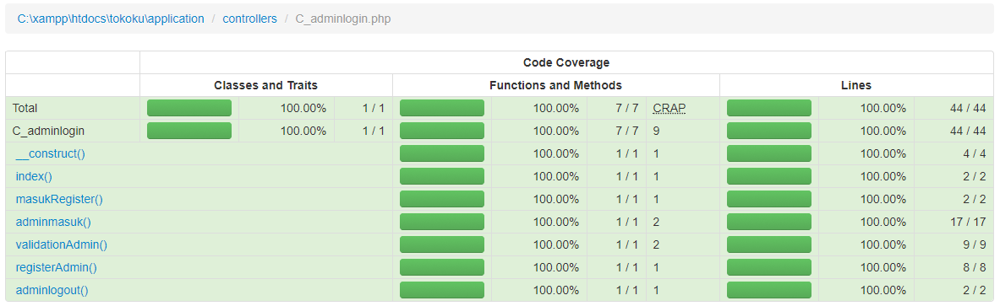 C:\xampp\htdocs\tokoku\application / controllers / C_adminlogin.php
Code Coverage
Classes and Traits Functions and Methods Lines
Total 100.00% 1 / 1 100.00% 7 / 7 CRAP 100.00% 44 / 44
C_adminlogin 100.00% 1 / 1 100.00% 7 / 7 9 100.00% 44 / 44
__construct() 100.00% 1 / 1 1 100.00% 4 / 4
index() 100.00% 1 / 1 1 100.00% 2 / 2
masukRegister() 100.00% 1 / 1 1 100.00% 2 / 2
adminmasuk() 100.00% 1 / 1 2 100.00% 17 / 17
validationAdmin() 100.00% 1 / 1 2 100.00% 9 / 9
registerAdmin() 100.00% 1 / 1 1 100.00% 8 / 8
adminlogout() 100.00% 1 / 1 1 100.00% 2 / 2